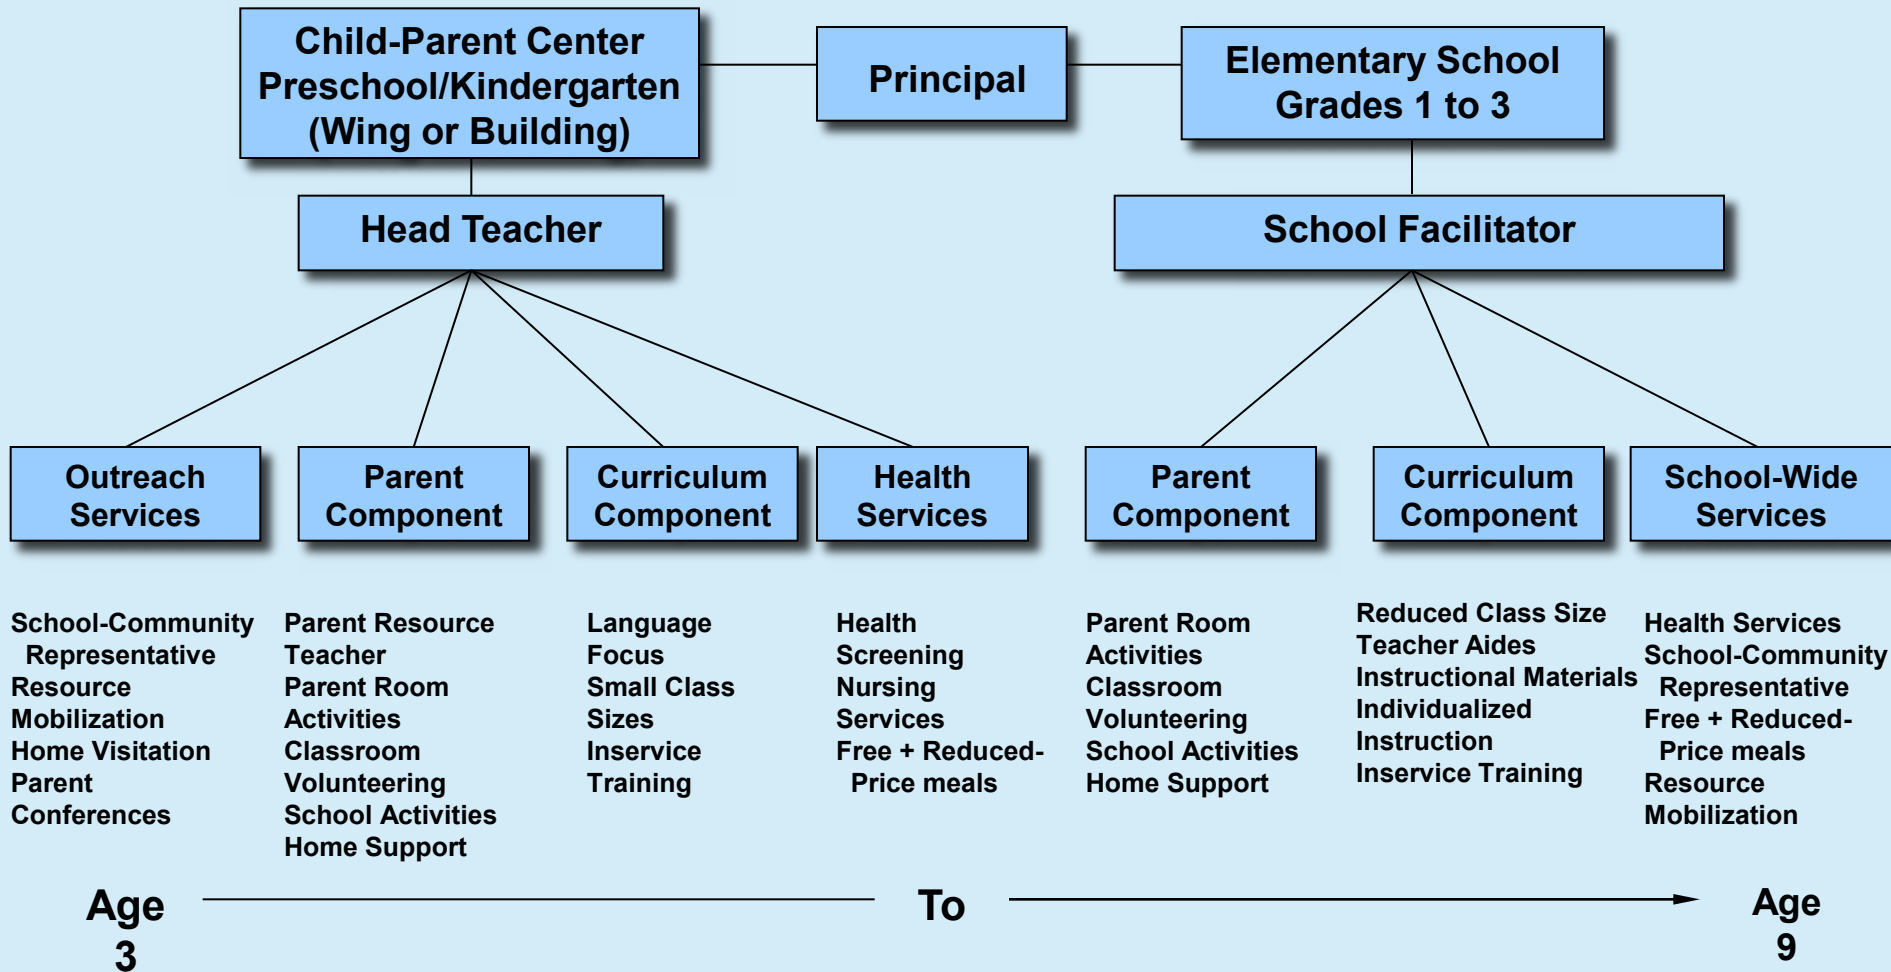 Child-Parent Center
Preschool/Kindergarten
(Wing or Building)
Principal
Elementary School
Grades 1 to 3
Head Teacher
School Facilitator
Outreach
Services
Parent
Component
Curriculum
Component
Health
Services
Parent
Component
Curriculum
Component
School-Wide
Services
School-Community
Representative
Resource
Mobilization
Home Visitation
Parent
Conferences
Parent Resource
Teacher
Parent Room
Activities
Classroom
Volunteering
School Activities
Home Support
Language
Focus
Small Class
Sizes
Inservice
Training
Health
Screening
Nursing
Services
Free + Reduced-
Price meals
Parent Room
Activities
Classroom
Volunteering
School Activities
Home Support
Reduced Class Size
Teacher Aides
Instructional Materials
Individualized
Instruction
Inservice Training
Health Services
School-Community
Representative
Free + Reduced-
Price meals
Resource
Mobilization
Age
3
To
Age
9